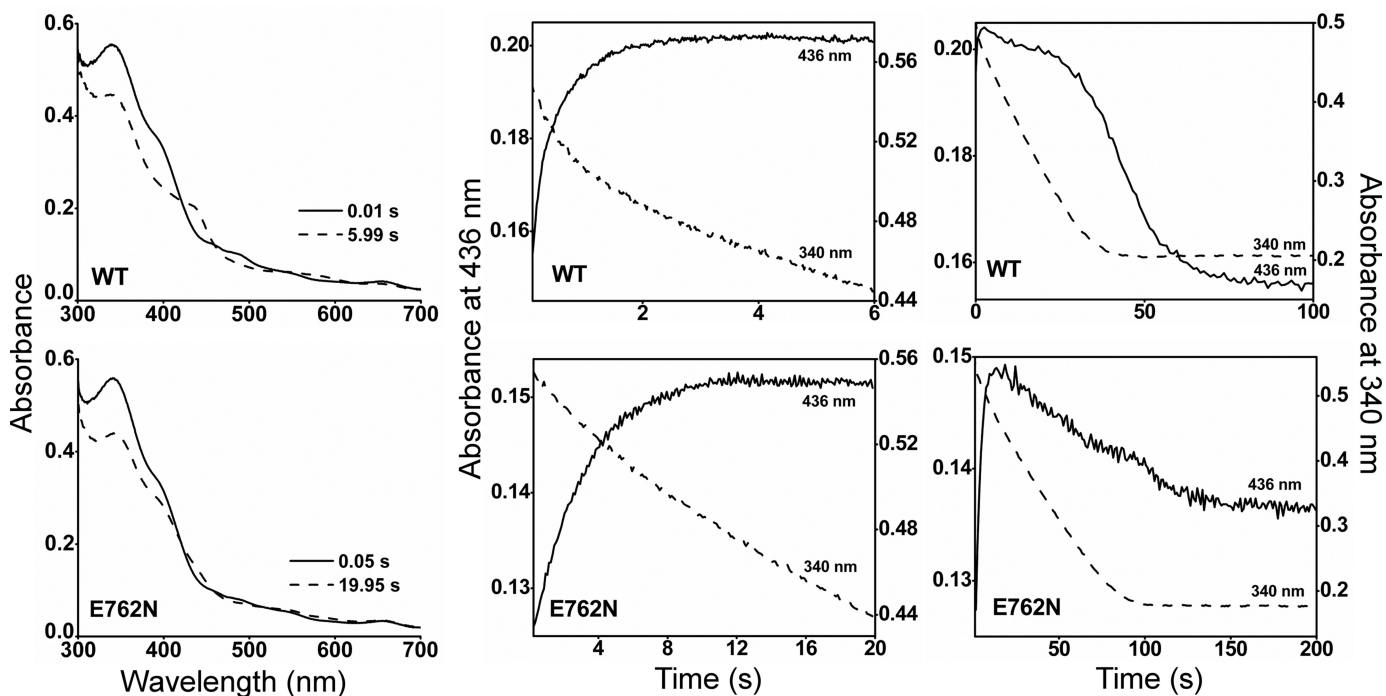 Absorbance
0.6
0.4
0.2
0.0
300 400 500 600 700
0.01 s
5.99 s
WT
0.6
0.4
0.2
0.0
300 400 500 600 700
0.05 s
19.95 s
E762N
Wavelength (nm)
Absorbance at 436 nm
0.20
0.18
0.16
436 nm
340 nm
WT
2 4 6
0.56
0.52
0.48
0.44
0.15
0.14
0.13
436 nm
340 nm
E762N
4 8 12 16 20
0.56
0.52
0.48
0.44
Time (s)
0.20
0.18
0.16
WT
340 nm
436 nm
0 50 100
0.5
0.4
0.3
0.2
0.15
0.14
0.13
436 nm
340 nm
E762N
50 100 150 200
0.5
0.4
0.3
0.2
Time (s)
Absorbance at 340 nm